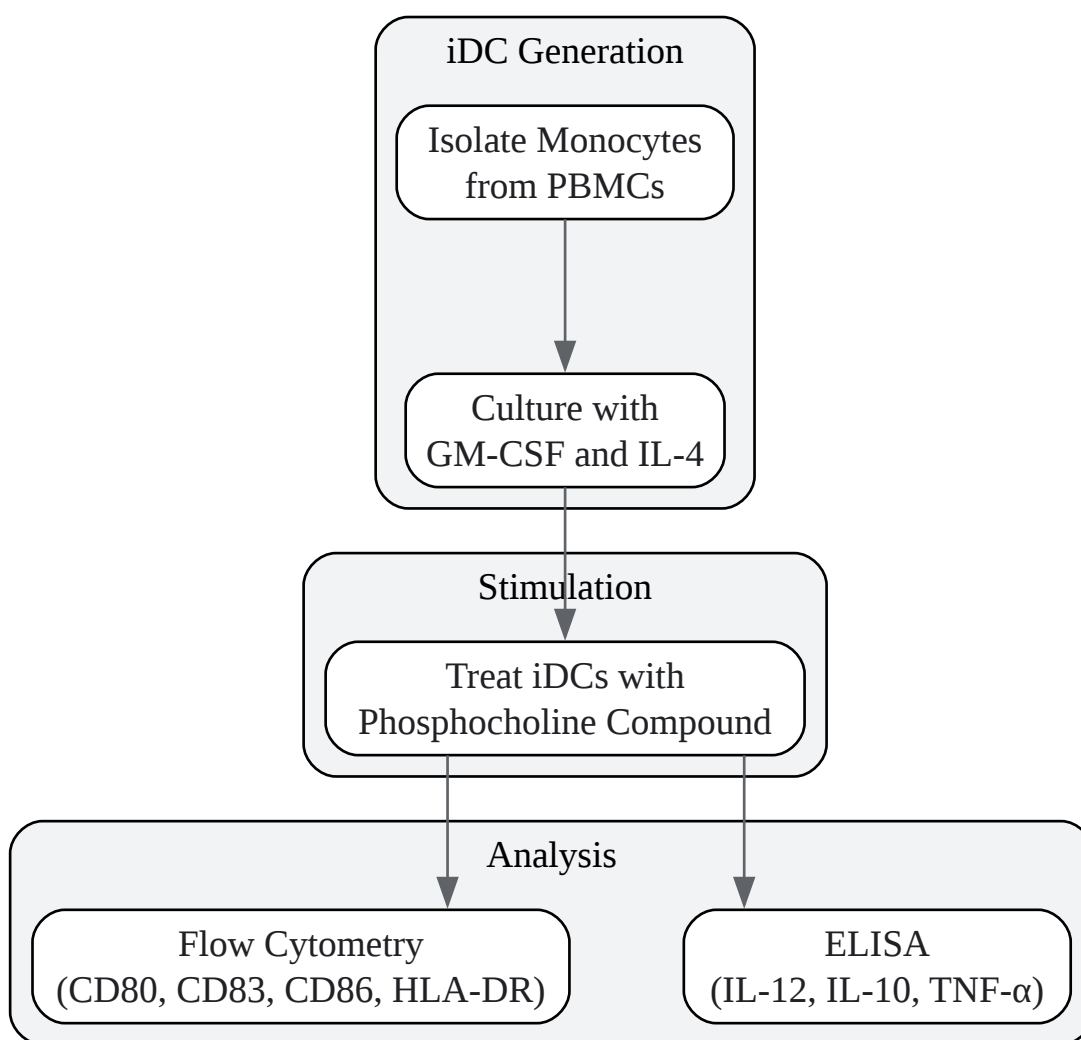 iDC Generation
Isolate Monocytes
from PBMCs
Culture with
GM-CSF and IL-4
Stimulation
Treat iDCs with
Phosphocholine Compound
Analysis
Flow Cytometry
(CD80, CD83, CD86, HLA-DR)
ELISA
(IL-12, IL-10, TNF-α)